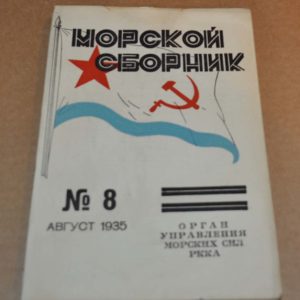 МОРСКОЙ
СБОРНИК
№ 8
АВГУСТ 1935
ОРГАН
УПРАВЛЕНИЯ
МОРСКИХ СИЛ
РККА